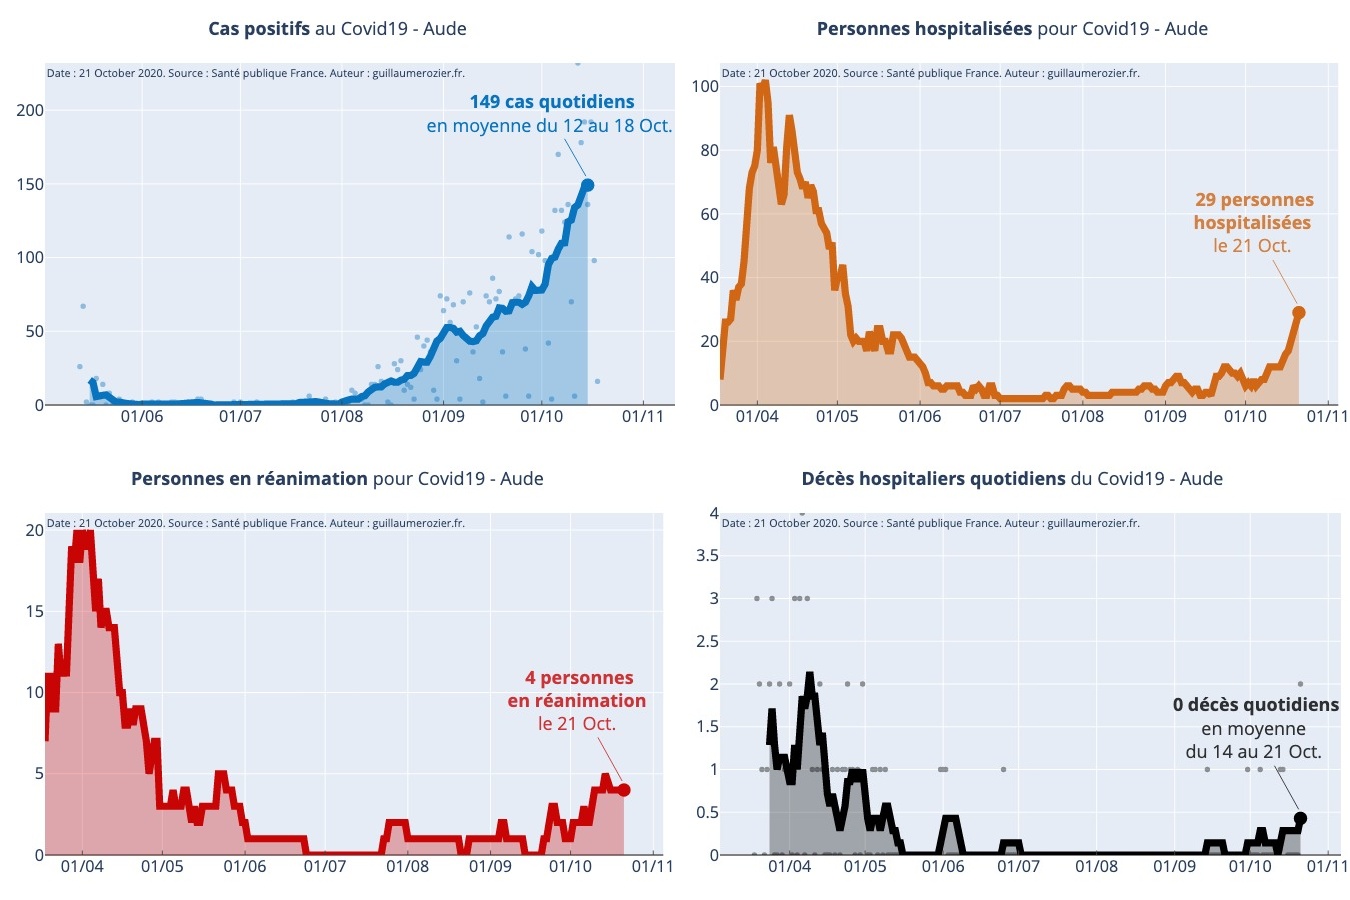 Cas positifs au Covid19 - Aude
Date : 21 October 2020. Source : Santé publique France. Auteur : guillaumerozier.fr.
149 cas quotidiens
en moyenne du 12 au 18 Oct.
200
150
100
50
0
01/06 01/07 01/08 01/09 01/10 01/11
Personnes hospitalisées pour Covid19 - Aude
Date : 21 October 2020. Source : Santé publique France. Auteur : guillaumerozier.fr.
100
80
60
40
20
0
29 personnes
hospitalisées
le 21 Oct.
01/04 01/05 01/06 01/07 01/08 01/09 01/10 01/11
Personnes en réanimation pour Covid19 - Aude
Date : 21 October 2020. Source : Santé publique France. Auteur : guillaumerozier.fr.
20
15
10
5
0
4 personnes
en réanimation
le 21 Oct.
01/04 01/05 01/06 01/07 01/08 01/09 01/10 01/11
Décès hospitaliers quotidiens du Covid19 - Aude
Date : 21 October 2020. Source : Santé publique France. Auteur : guillaumerozier.fr.
4
3.5
3
2.5
2
1.5
1
0.5
0
0 décès quotidiens
en moyenne
du 14 au 21 Oct.
01/04 01/05 01/06 01/07 01/08 01/09 01/10 01/11